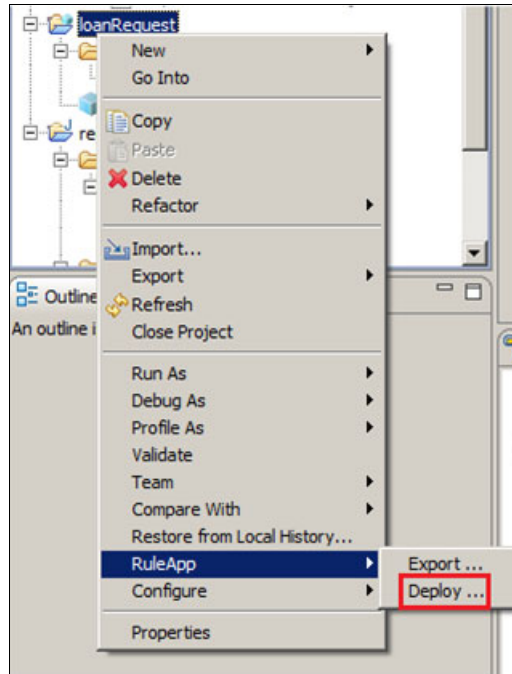 loanRequest
New
Go Into
Copy
re
Paste
Delete
Refactor
Import...
Export
Outline
Refresh
An outline i
Close Project
Run As
Debug As
Profile As
Validate
Team
Compare With
Restore from Local History...
RuleApp
Export ...
Configure
Deploy ...
Properties